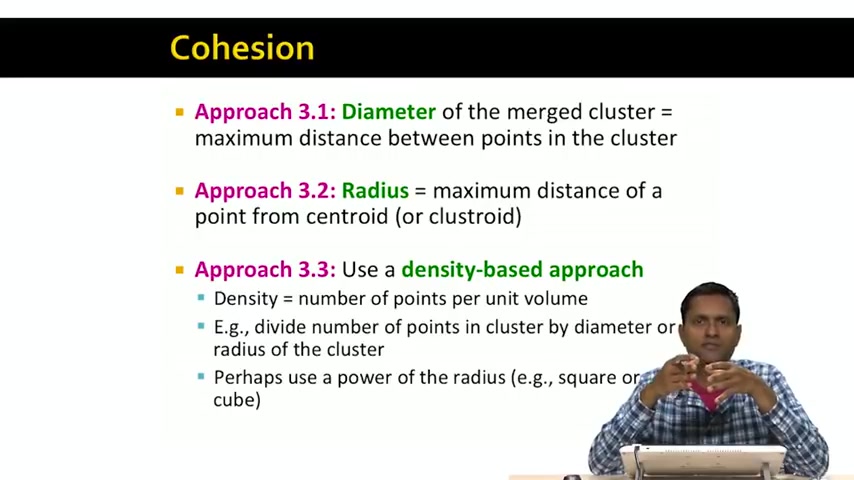 Cohesion
Approach 3.1: Diameter of the merged cluster =
maximum distance between points in the cluster
Approach 3.2: Radius = maximum distance of a
point from centroid (or clustroid)
Approach 3.3: Use a density-based approach
Density = number of points per unit volume
E.g., divide number of points in cluster by diameter or
radius of the cluster
Perhaps use a power of the radius (e.g., square or
cube)